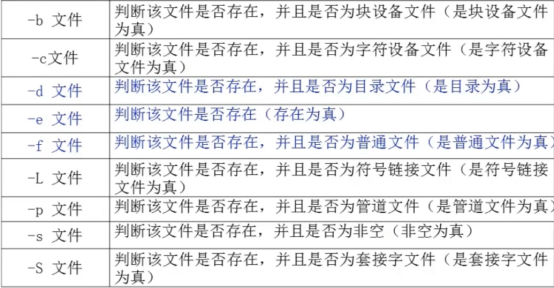 -b 文件 判断该文件是否存在，并且是否为块设备文件（是块设备文件
为真）
-c文件 判断该文件是否存在，并且是否为字符设备文件（是字符设备
文件为真）
-d 文件 判断该文件是否存在，并且是否为目录文件（是目录为真）
-e 文件 判断该文件是否存在（存在为真）
-f 文件 判断该文件是否存在，并且是否为普通文件（是普通文件为真）
-L 文件 判断该文件是否存在，并且是否为符号链接文件（是符号链接
文件为真）
-p 文件 判断该文件是否存在，并且是否为管道文件（是管道文件为真）
-s 文件 判断该文件是否存在，并且是否为非空（非空为真）
-S 文件 判断该文件是否存在，并且是否为套接字文件（是套接字文件
为真）